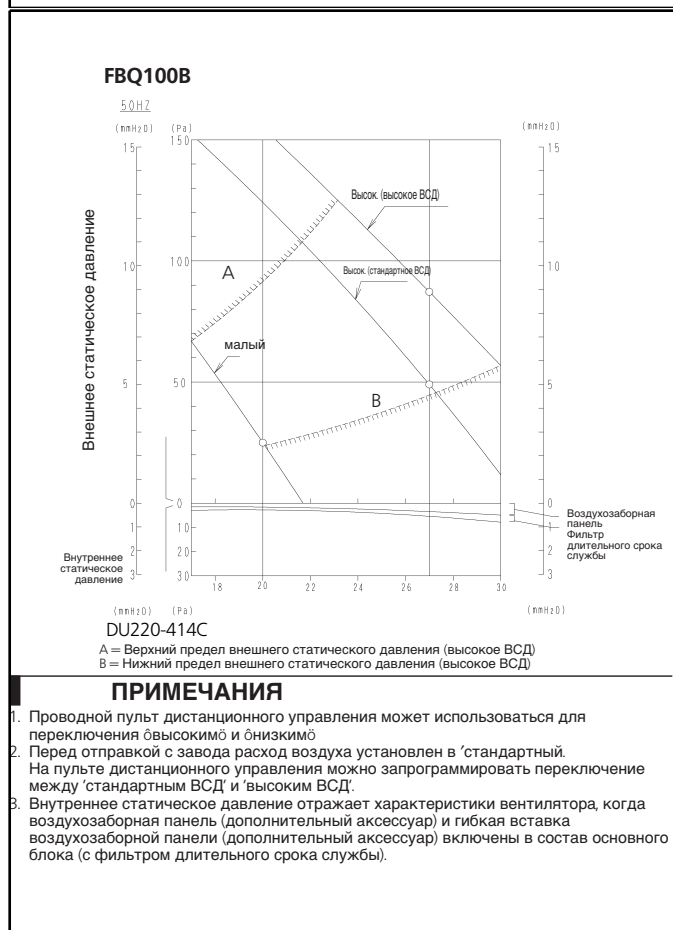 FBQ100B
50HZ
(mmH2O) (Pa) (mmH2O)
15 150 15
Высок. (высокое ВСД)
A
10 100 10
Высок. (стандартное ВСД)
Внешнее статическое давление
малый
5 50 5
B
0 0 0
Воздухозаборная
панель
1 10 1
Фильтр
длительного срока
службы
Внутреннее
статическое
давление
2 20 2
3 30 3
18 20 22 24 26 28 30
(mmH2O) (Pa) (mmH2O)
DU220-414C
A = Верхний предел внешнего статического давления (высокое ВСД)
B = Нижний предел внешнего статического давления (высокое ВСД)
ПРИМЕЧАНИЯ
1. Проводной пульт дистанционного управления может использоваться для
переключения ôвысокимö и ôнизкимö
2. Перед отправкой с завода расход воздуха установлен в 'стандартный.
На пульте дистанционного управления можно запрограммировать переключение
между 'стандартным ВСД' и 'высоким ВСД'.
3. Внутреннее статическое давление отражает характеристики вентилятора, когда
воздухозаборная панель (дополнительный аксессуар) и гибкая вставка
воздухозаборной панели (дополнительный аксессуар) включены в состав основного
блока (с фильтром длительного срока службы).